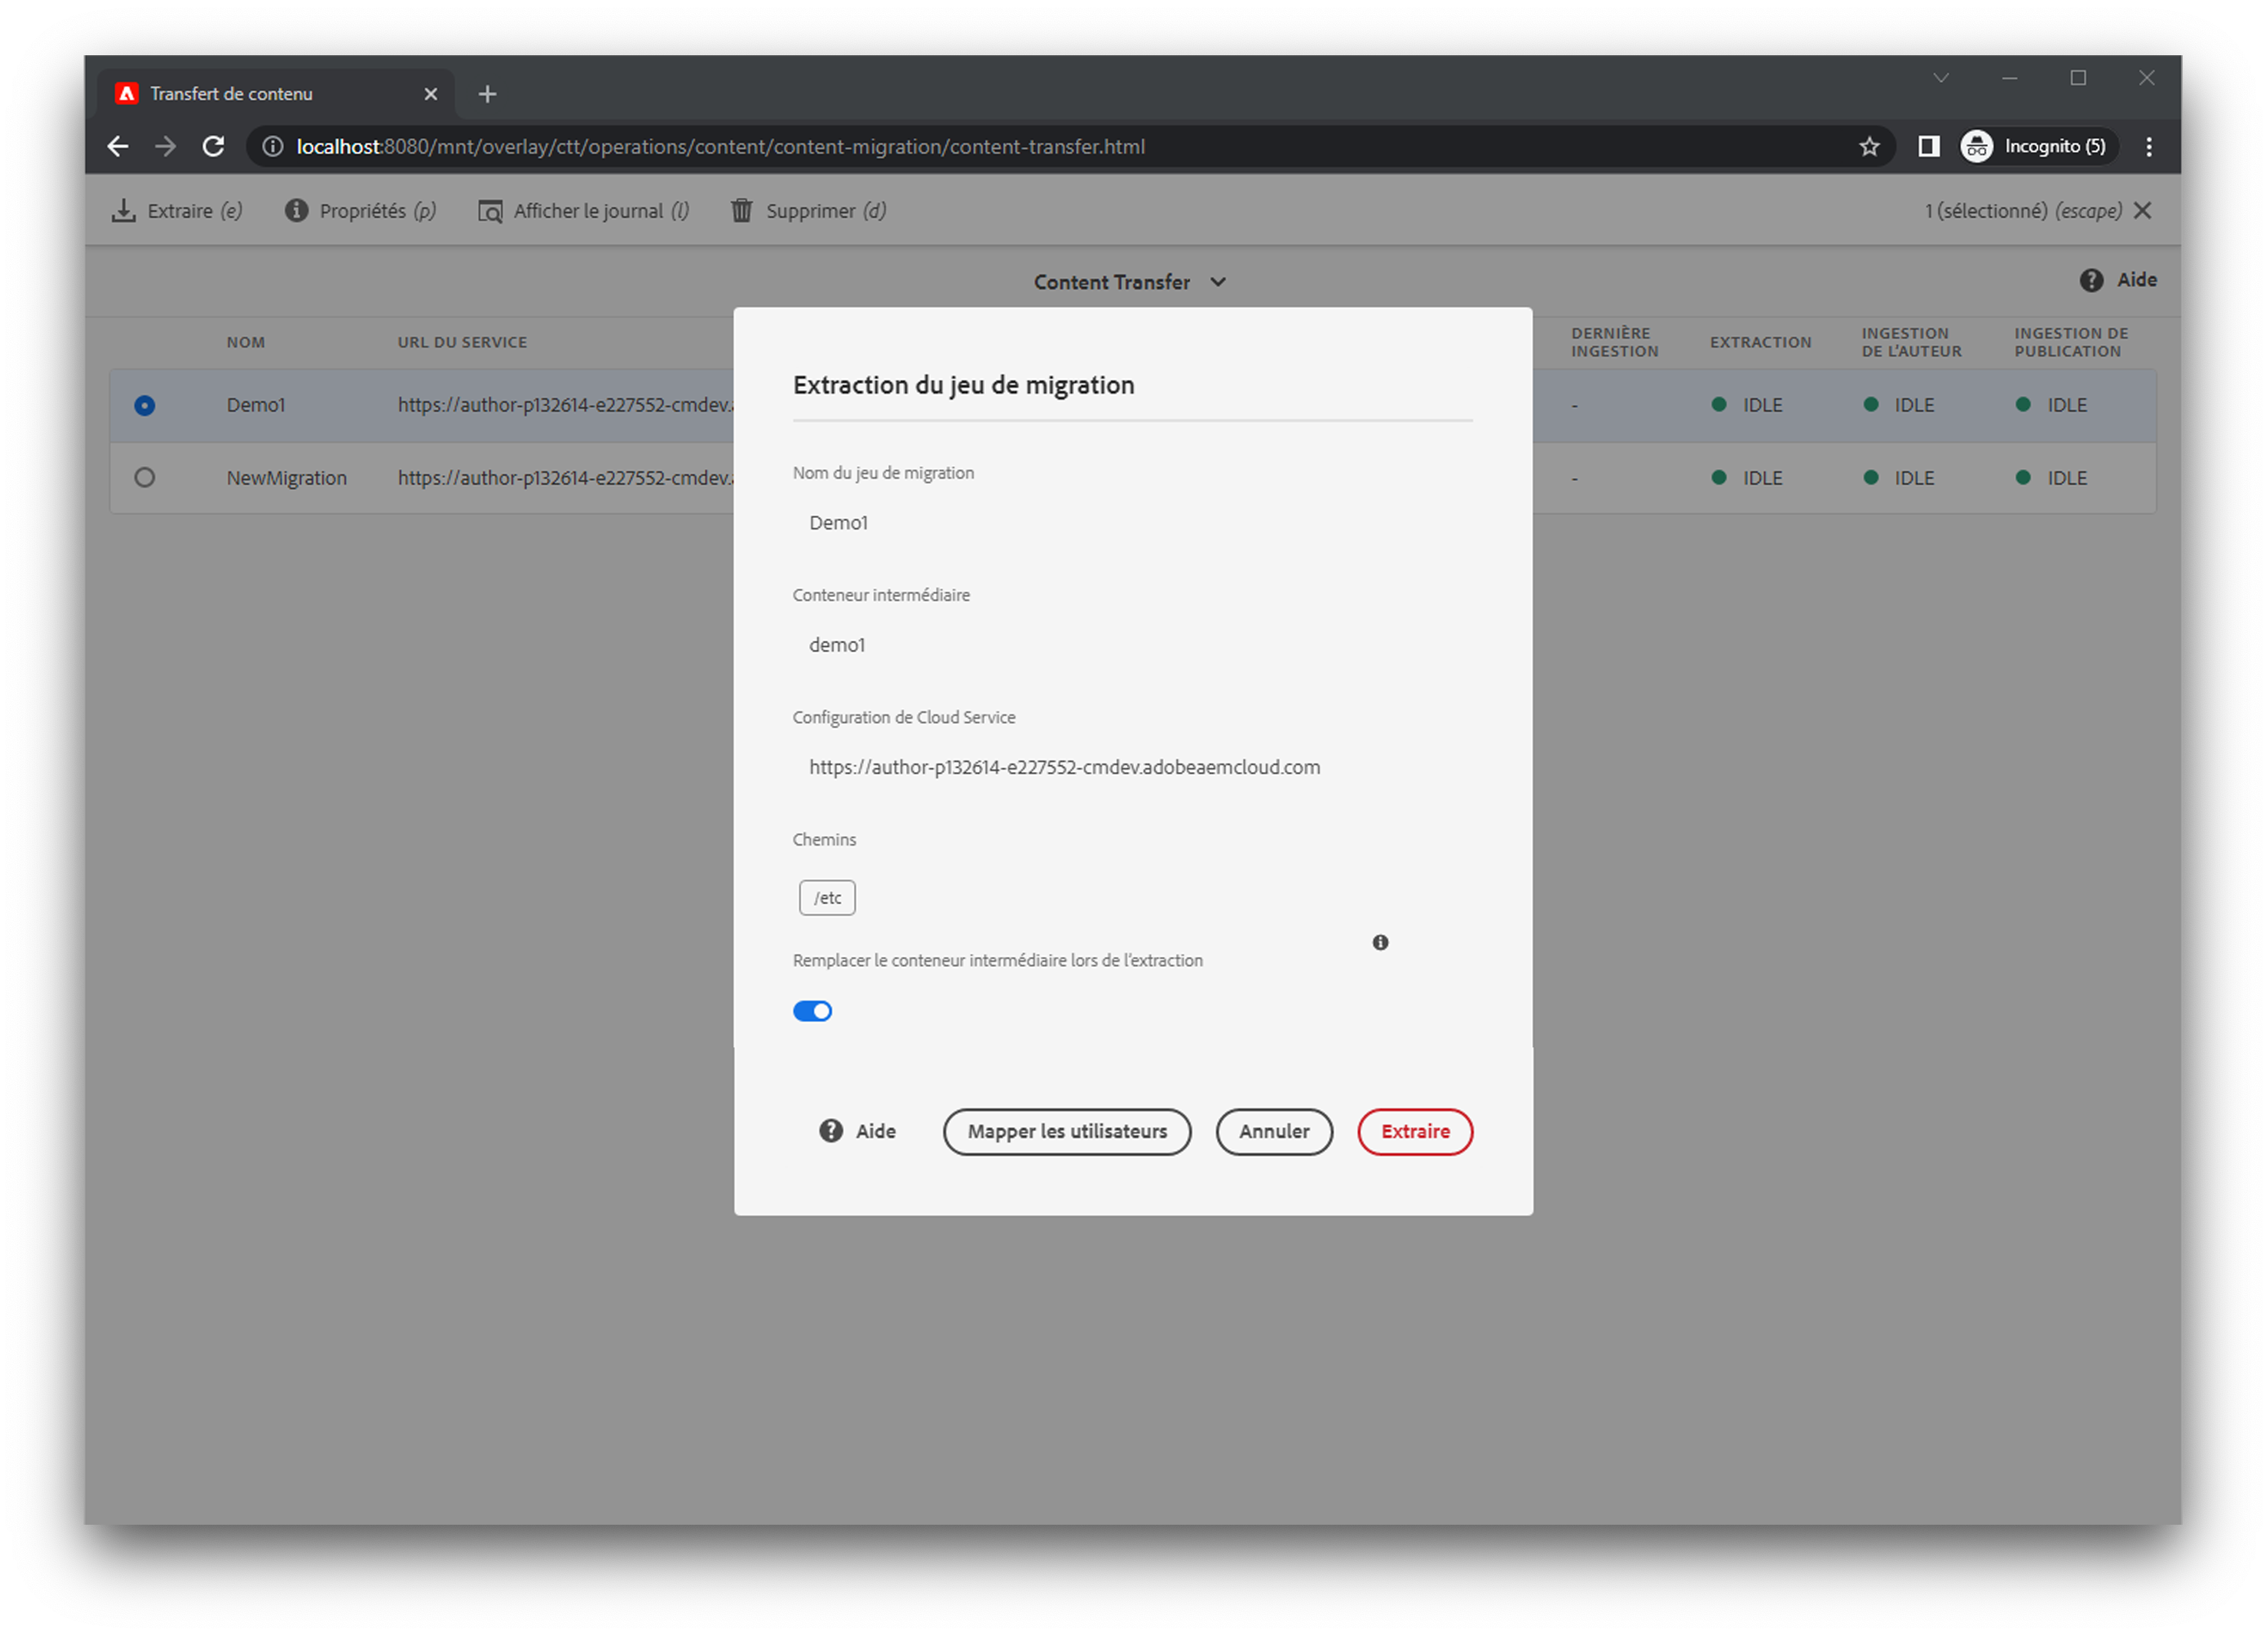 Transfert de contenu
localhost:8080/mnt/overlay/ctt/operations/content/content-migration/content-transfer.html
Incognito (5)
Extraire (e) Propriétés (p) Afficher le journal (l) Supprimer (d) 1 (sélectionné) (escape)
Content Transfer
Aide
NOM URL DU SERVICE DERNIÈRE INGESTION EXTRACTION INGESTION DE L'AUTEUR INGESTION DE PUBLICATION
Demo1 https://author-p132614-e227552-cmdev. - IDLE IDLE IDLE
NewMigration https://author-p132614-e227552-cmdev. - IDLE IDLE IDLE
Extraction du jeu de migration
Nom du jeu de migration
Demo1
Conteneur intermédiaire
demo1
Configuration de Cloud Service
https://author-p132614-e227552-cmdev.adobeaemcloud.com
Chemins
/etc
Remplacer le conteneur intermédiaire lors de l'extraction
Aide Mapper les utilisateurs Annuler Extraire